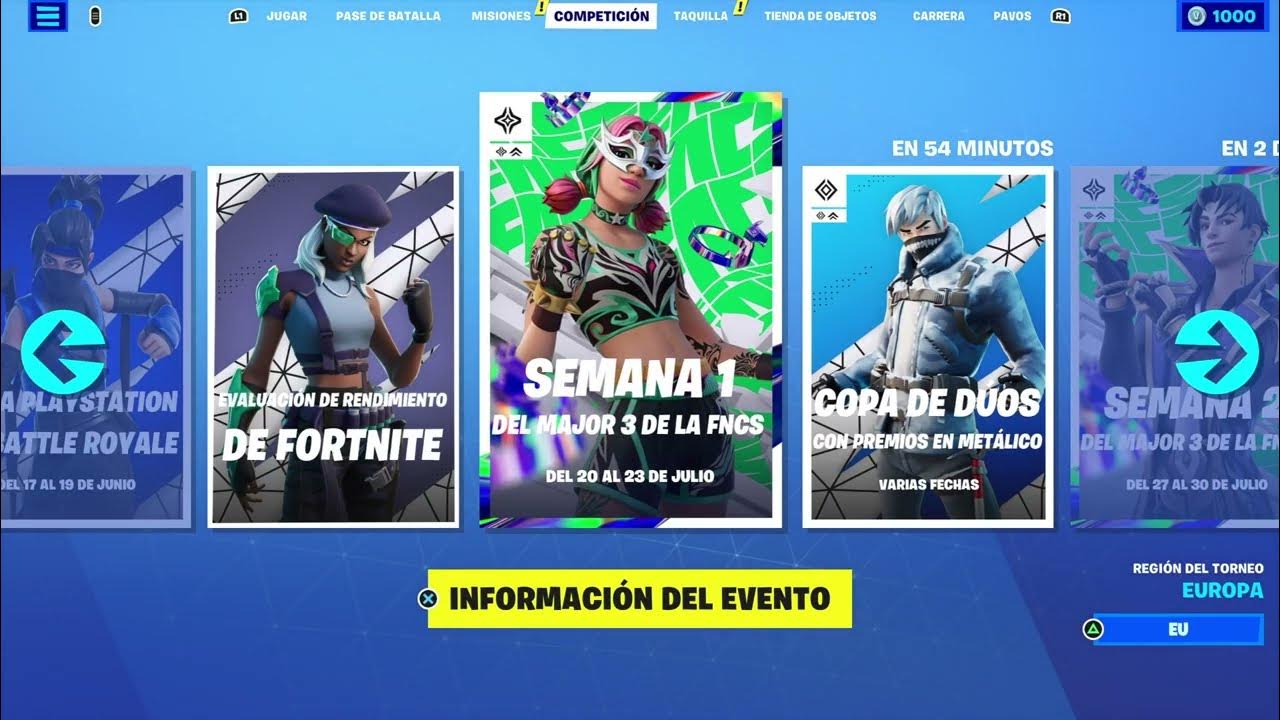 L1 JUGAR PASE DE BATALLA MISIONES ! COMPETICIÓN TAQUILLA ! TIENDA DE OBJETOS CARRERA PAVOS R1 1000
EN 54 MINUTOS
EN 2 D
A PLAYSTATION
BATTLE ROYALE
DEL 17 AL 19 DE JUNIO
EVALUACIÓN DE RENDIMIENTO
DE FORTNITE
SEMANA 1
DEL MAJOR 3 DE LA FNCS
DEL 20 AL 23 DE JULIO
COPA DE DÚOS
CON PREMIOS EN METÁLICO
VARIAS FECHAS
SEMANA 2
DEL MAJOR 3 DE LA FN
DEL 27 AL 30 DE JULIO
INFORMACIÓN DEL EVENTO
REGIÓN DEL TORNEO
EUROPA
EU